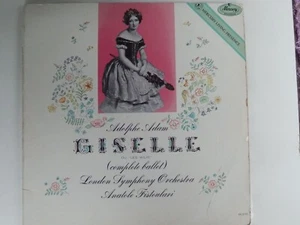 Adolphe Adam
GISELLE
(complete ballet)
London Symphony Orchestra
Anatole Fistoulari